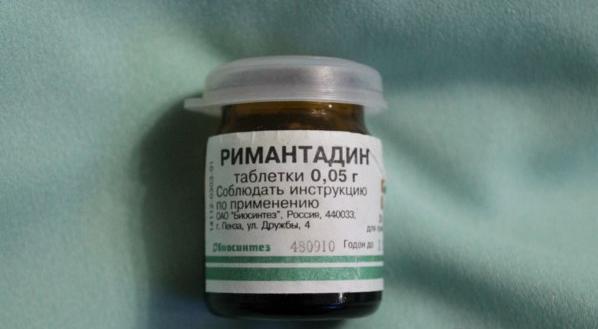 РИМАНТАДИН
таблетки 0,05 г
Соблюдать инструкцию
по применению
ОАО "Биосинтез", Россия, 440033,
г. Пенза, ул. Дружбы, 4
Биосинтез 480910 Годен до